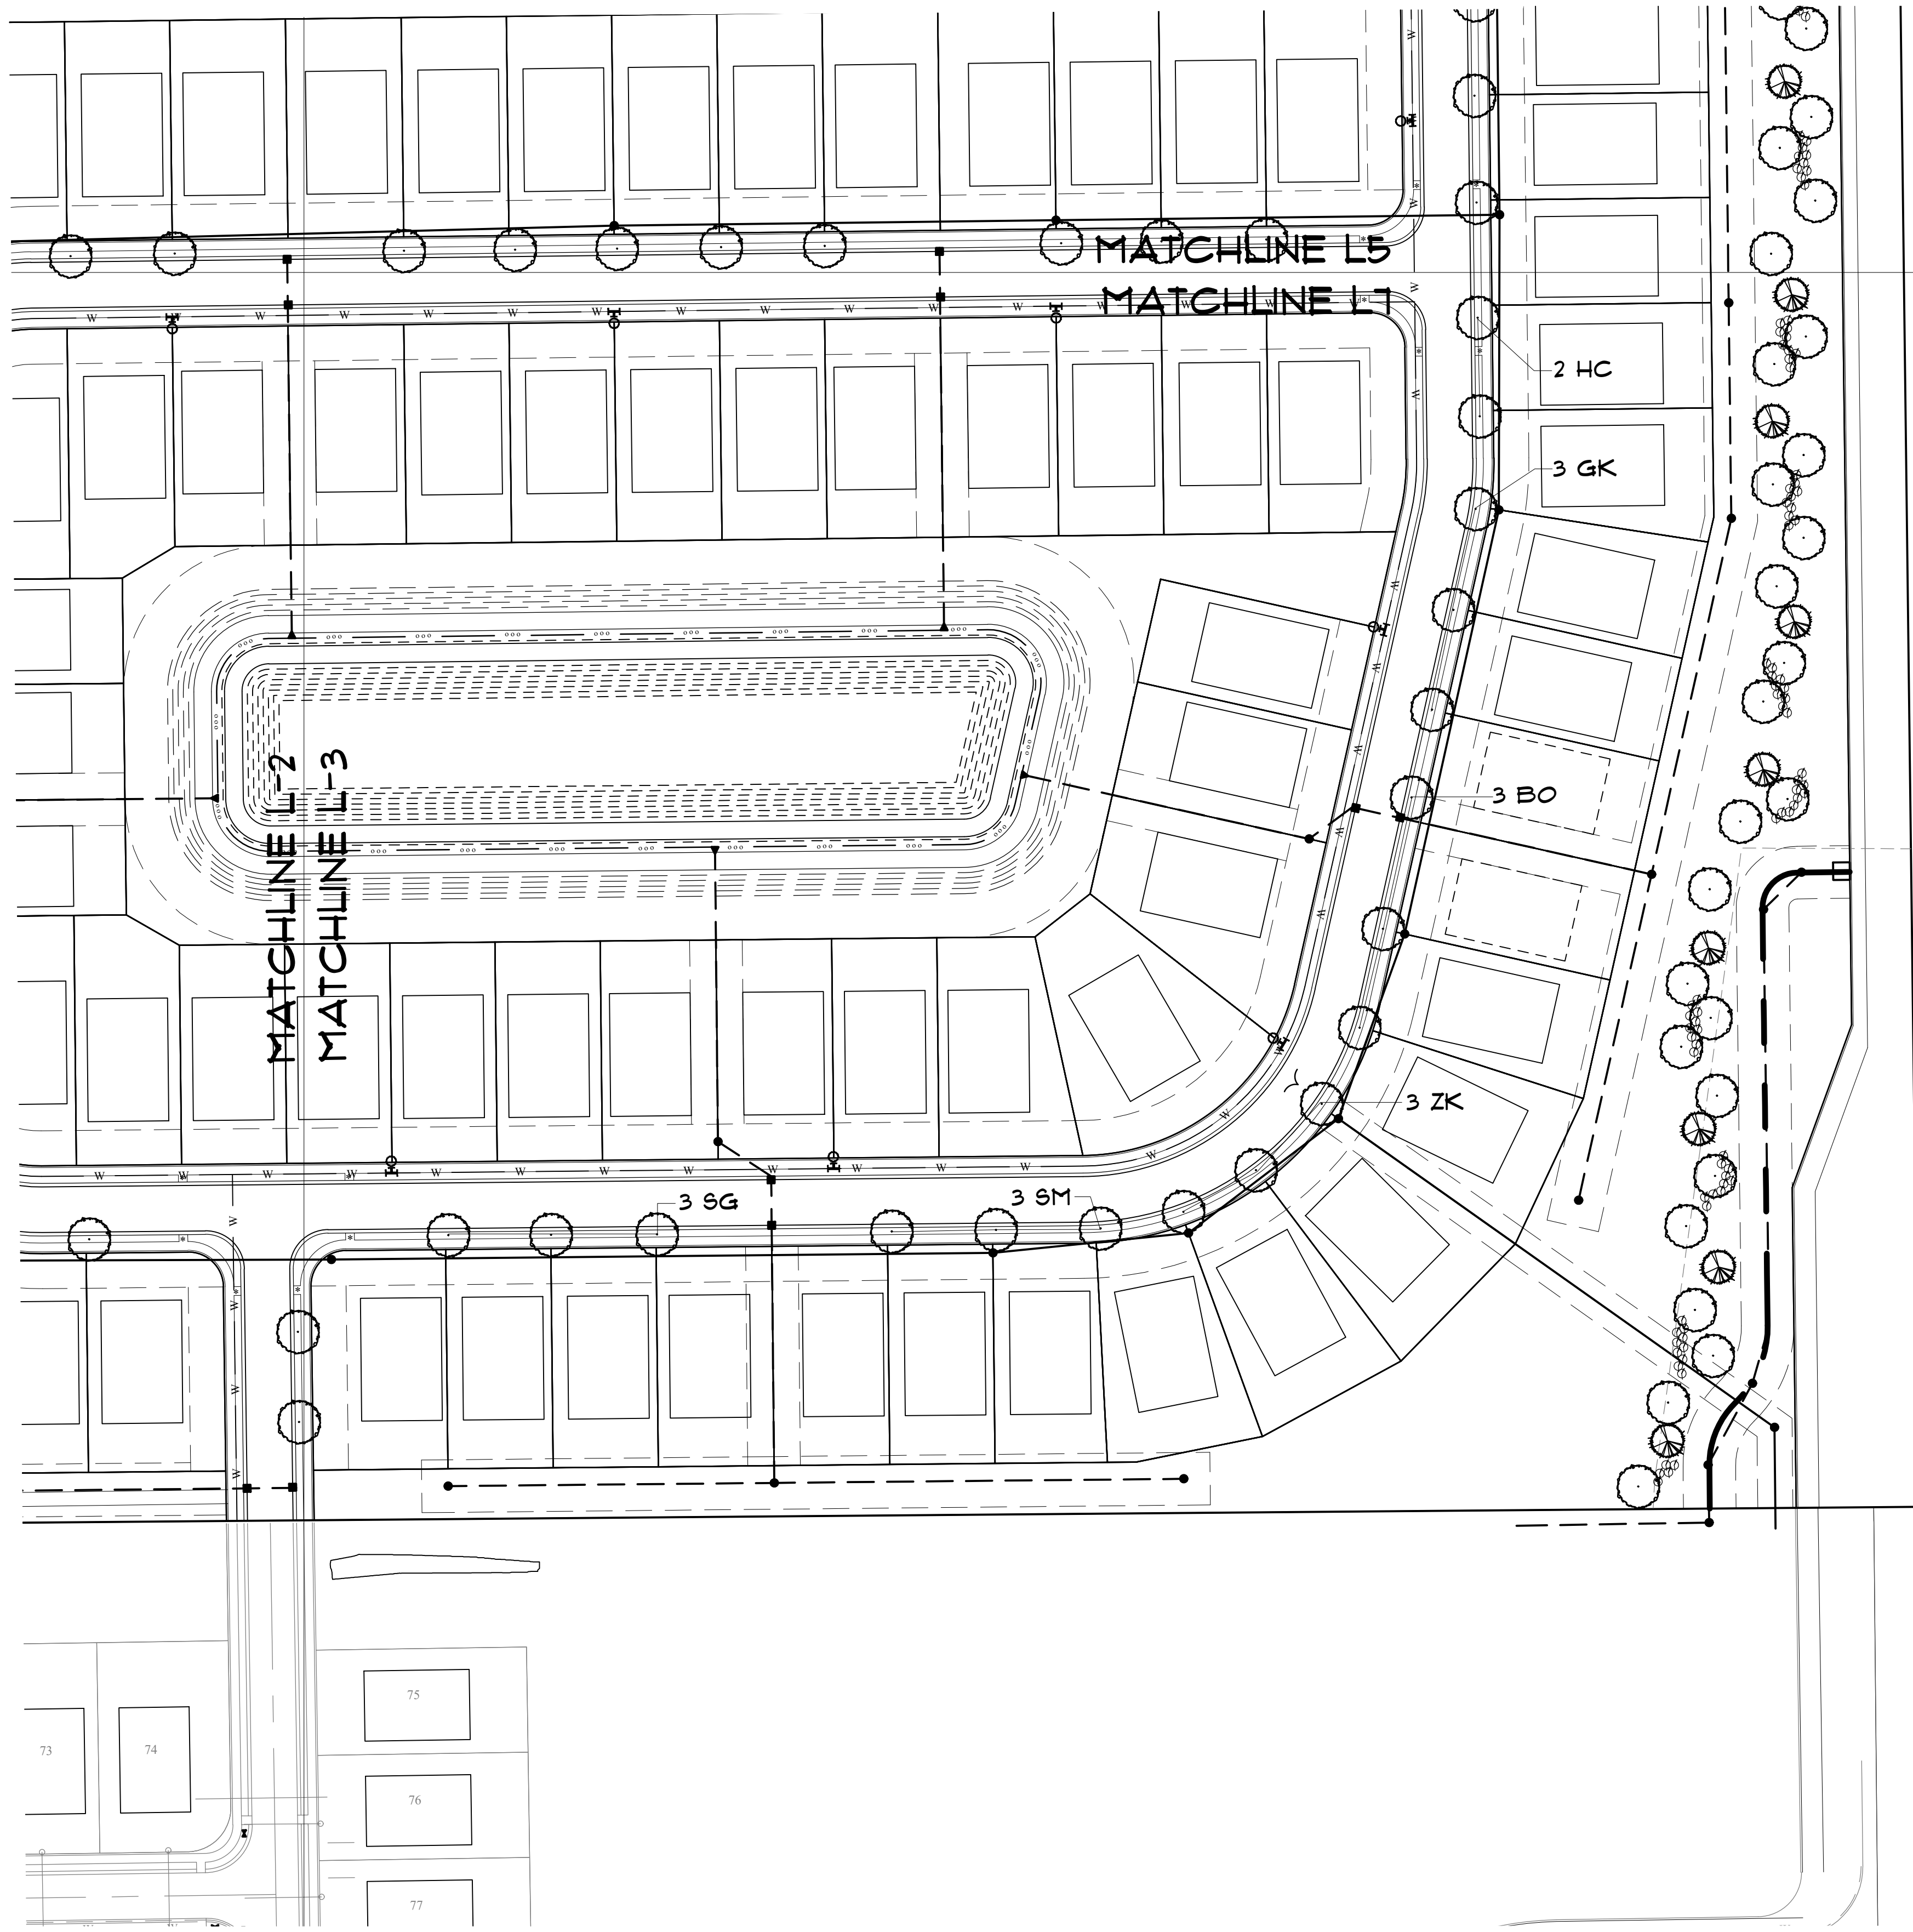 MATCHLINE L5
MATCHLINE L7
2 HC
3 GK
MATCHLINE L-2
MATCHLINE L-3
3 BO
3 ZK
3 SG
3 SM
75
73
74
76
77